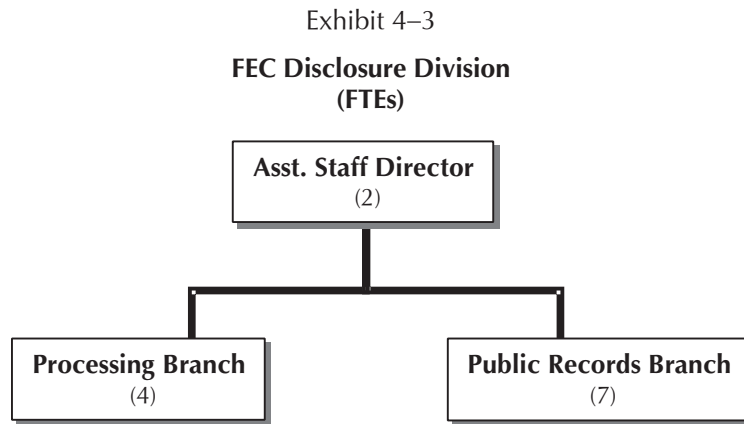 Exhibit 4–3
FEC Disclosure Division
(FTEs)
Asst. Staff Director
(2)
Processing Branch
(4)
Public Records Branch
(7)